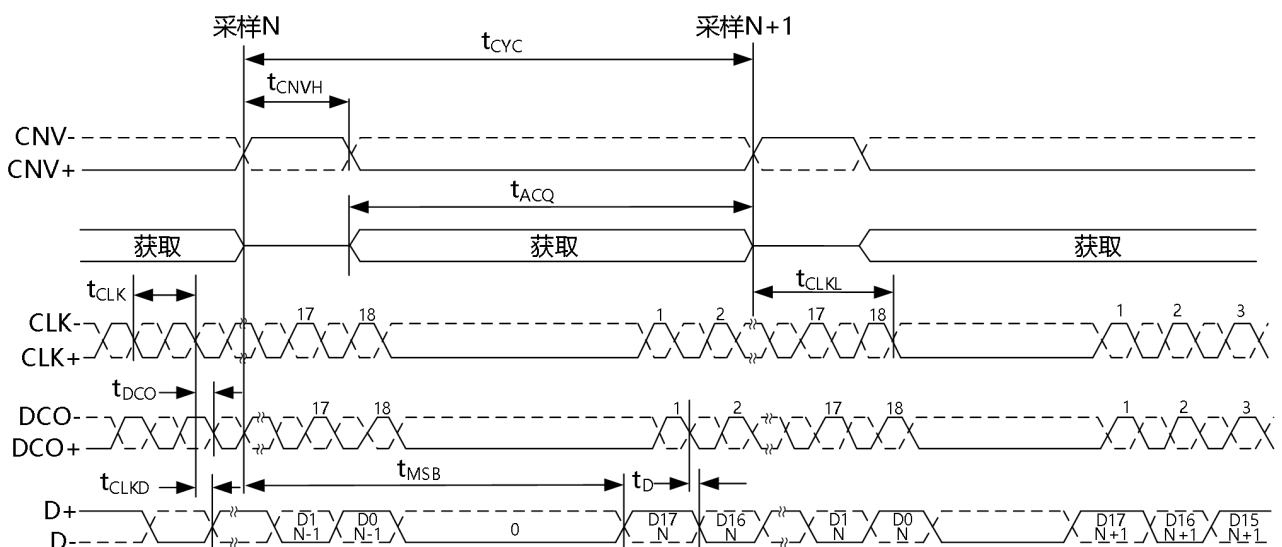 采样N 采样N+1
tCYC
tCNVH
CNV-
CNV+
tACQ
获取 获取 获取
tCLK tCLKL
CLK- 17 18 1 2 17 18 1 2 3
CLK+
tDCO
DCO- 17 18 1 2 17 18 1 2 3
DCO+
tCLKD tMSB tD
D+ D1 D0 0 D17 D16 D1 D0 D17 D16 D15
D- N-1 N-1 N N N N N+1 N+1 N+1